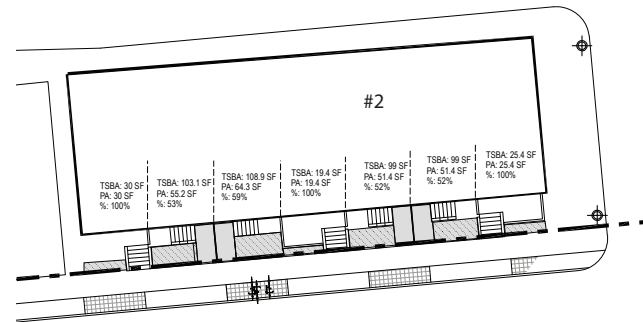 #2
TSBA: 30 SF
PA: 30 SF
%: 100%
TSBA: 103.1 SF
PA: 55.2 SF
%: 53%
TSBA: 108.9 SF
PA: 64.3 SF
%: 59%
TSBA: 19.4 SF
PA: 19.4 SF
%: 100%
TSBA: 99 SF
PA: 51.4 SF
%: 52%
TSBA: 99 SF
PA: 51.4 SF
%: 52%
TSBA: 25.4 SF
PA: 25.4 SF
%: 100%